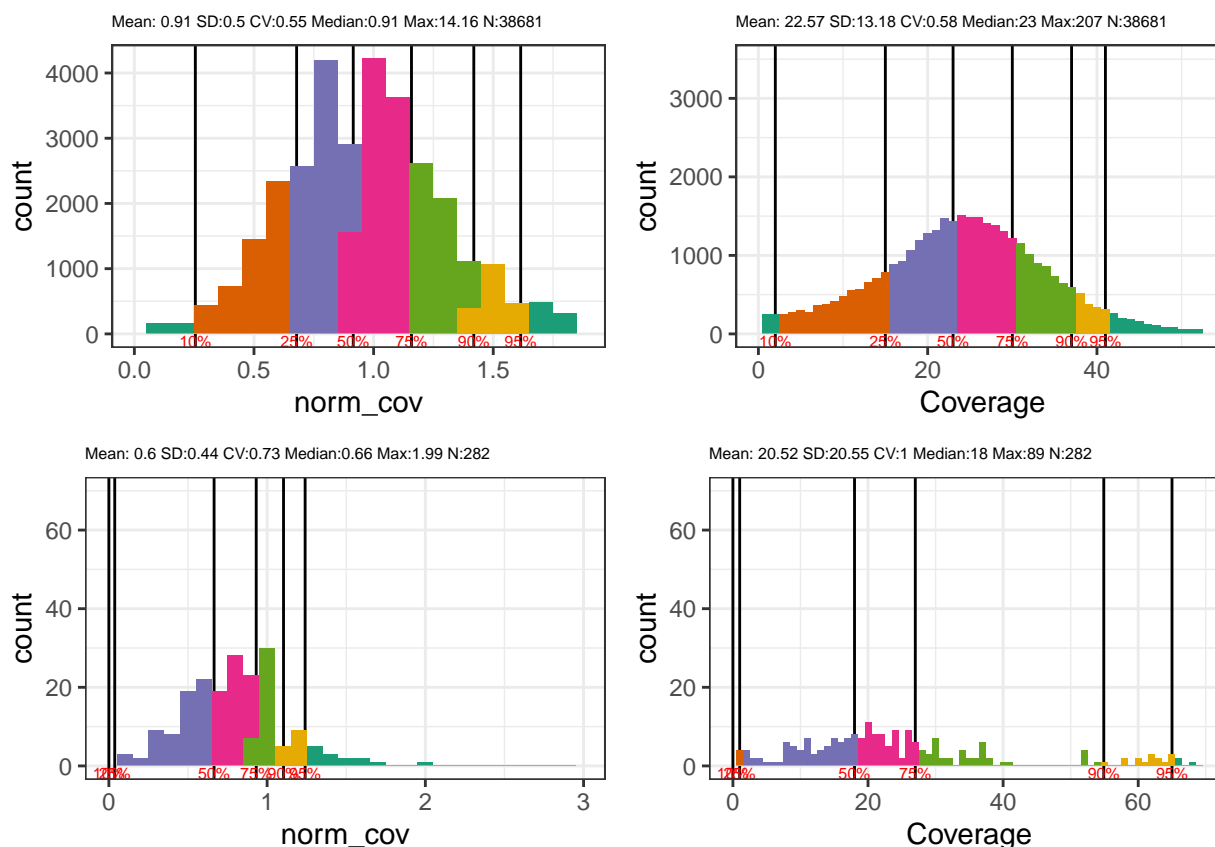 Mean: 0.91 SD:0.5 CV:0.55 Median:0.91 Max:14.16 N:38681
4000
3000
2000
1000
0
count
10% 25% 50% 75% 90% 95%
0.0 0.5 1.0 1.5
norm_cov
Mean: 22.57 SD:13.18 CV:0.58 Median:23 Max:207 N:38681
3000
2000
1000
0
count
10% 25% 50% 75% 90% 95%
0 20 40
Coverage
Mean: 0.6 SD:0.44 CV:0.73 Median:0.66 Max:1.99 N:282
60
40
20
0
count
10% 25% 50% 75% 90% 95%
0 1 2 3
norm_cov
Mean: 20.52 SD:20.55 CV:1 Median:18 Max:89 N:282
60
40
20
0
count
10% 25% 50% 75% 90% 95%
0 20 40 60
Coverage